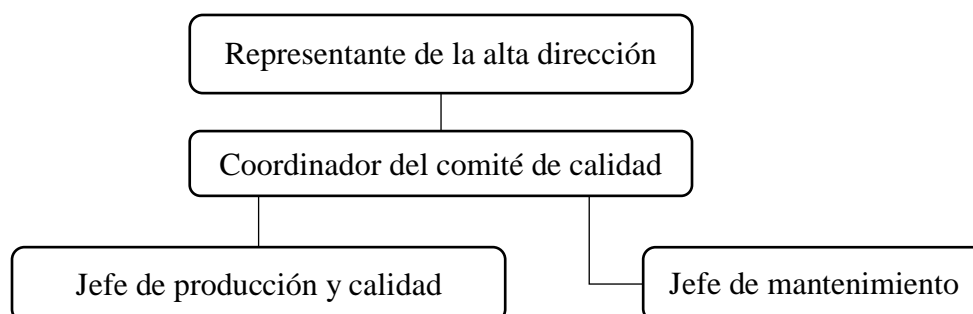 Representante de la alta dirección
Coordinador del comité de calidad
Jefe de producción y calidad
Jefe de mantenimiento